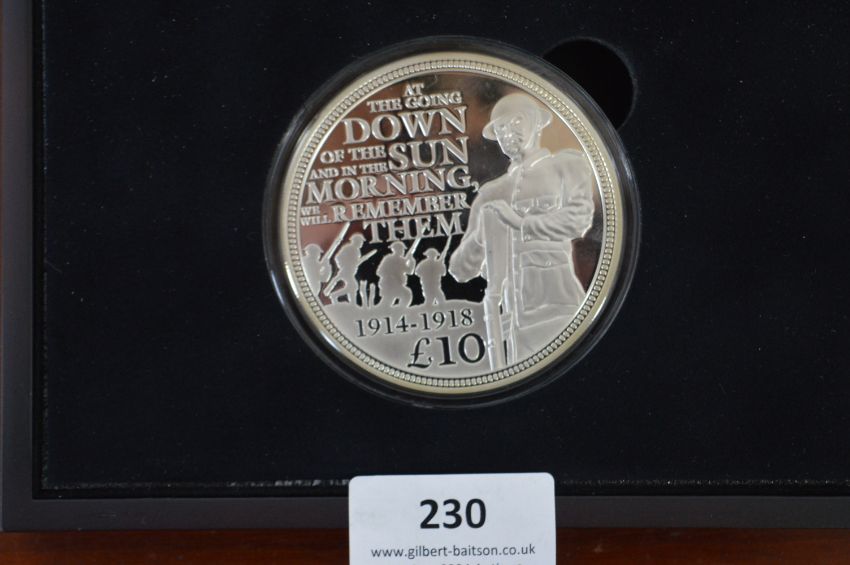 AT
THE GOING
DOWN
OF THE SUN
AND IN THE
MORNING,
WE WILL REMEMBER
THEM
1914-1918
£10
230
www.gilbert-baitson.co.uk